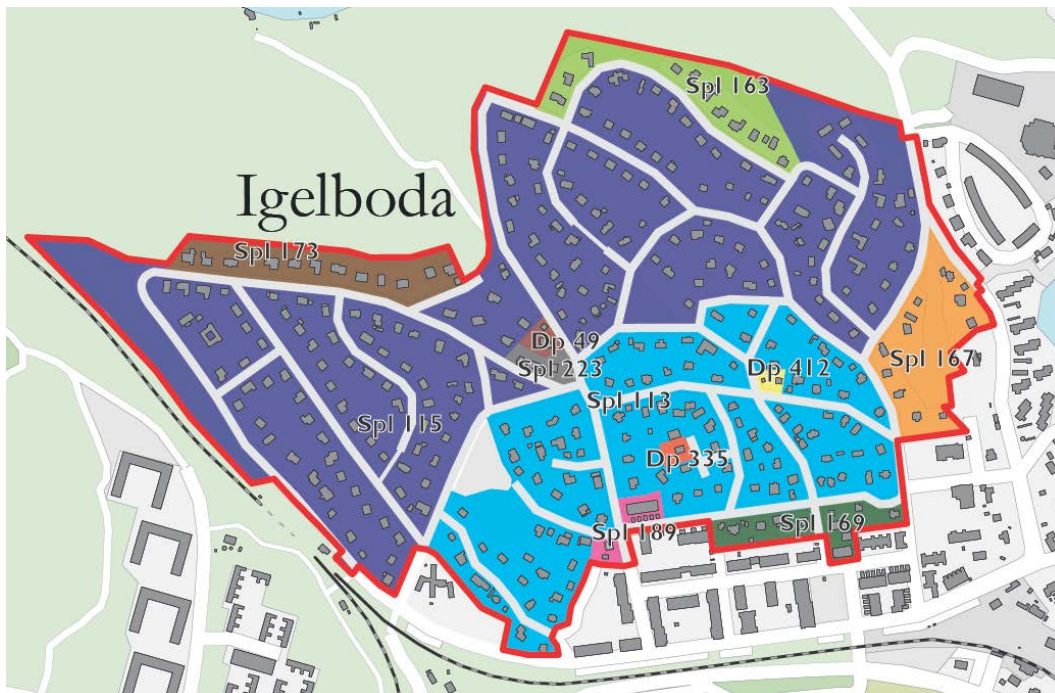 Spl 163
Igelboda
Spl 173
Dp 49
Spl 223
Dp 412
Spl 167
Spl 113
Spl 115
Dp 335
Spl 189
Spl 169